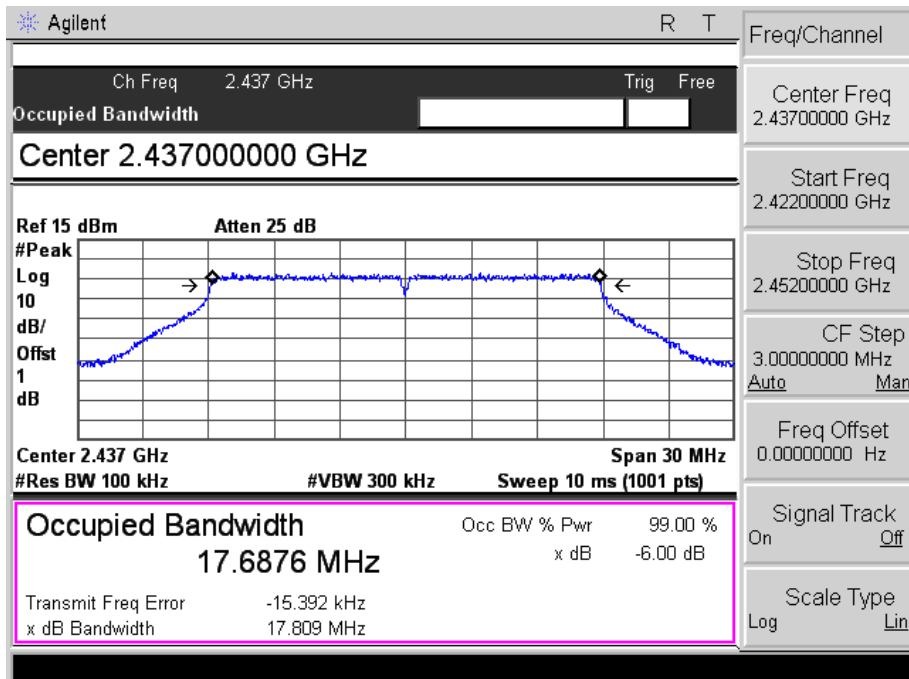 Agilent R T
Ch Freq 2.437 GHz Trig Free
Occupied Bandwidth
Center 2.437000000 GHz
Ref 15 dBm Atten 25 dB
#Peak
Log
10
dB/
Offst
1
dB
Center 2.437 GHz Span 30 MHz
#Res BW 100 kHz #VBW 300 kHz Sweep 10 ms (1001 pts)
Occupied Bandwidth
17.6876 MHz
Occ BW % Pwr 99.00 %
x dB -6.00 dB
Transmit Freq Error -15.392 kHz
x dB Bandwidth 17.809 MHz
Freq/Channel
Center Freq
2.43700000 GHz
Start Freq
2.42200000 GHz
Stop Freq
2.45200000 GHz
CF Step
3.00000000 MHz
Auto Man
Freq Offset
0.00000000 Hz
Signal Track
On Off
Scale Type
Log Lin